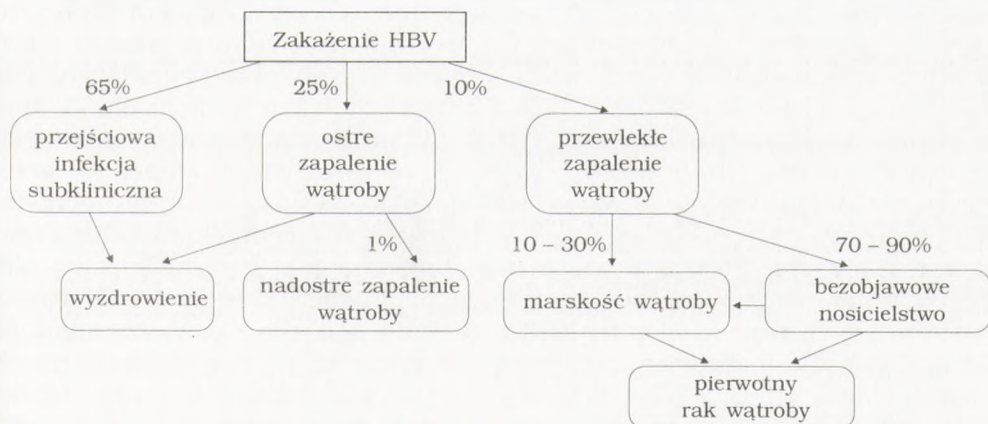 Zakażenie HBV
65%
25%
10%
przejściowa
infekcja
subkliniczna
ostre
zapalenie
wątroby
przewlekłe
zapalenie
wątroby
1%
10 – 30%
70 – 90%
wyzdrowienie
nadostre zapalenie
wątroby
marskość wątroby
bezobjawowe
nosicielstwo
pierwotny
rak wątroby